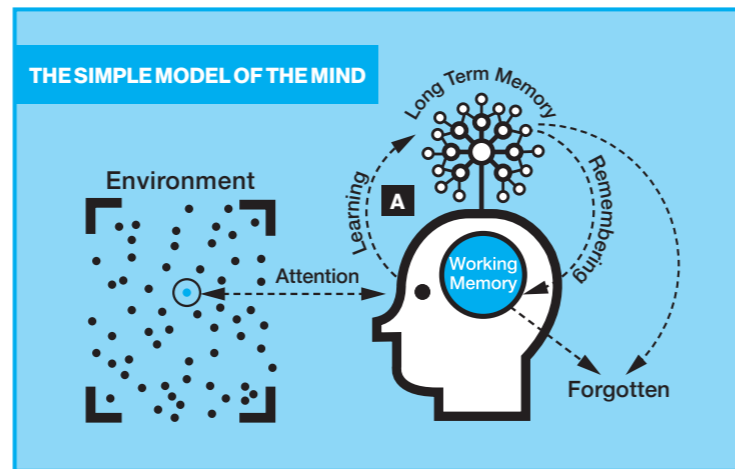 THE SIMPLE MODEL OF THE MIND
Long Term Memory
Environment
Learning
A
Remembering
Attention
Working
Memory
Forgotten